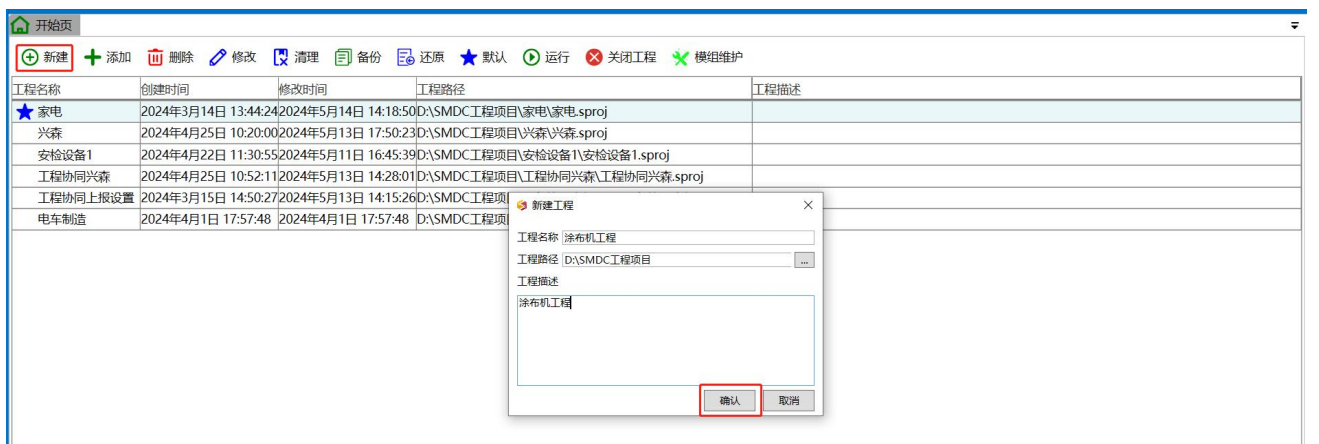 开始页
新建 添加 删除 修改 清理 备份 还原 默认 运行 关闭工程 模组维护
工程名称 创建时间 修改时间 工程路径 工程描述
家电 2024年3月14日 13:44:24 2024年5月14日 14:18:50 D:\SMDC工程项目\家电\家电.sproj
兴森 2024年4月25日 10:20:00 2024年5月13日 17:50:23 D:\SMDC工程项目\兴森\兴森.sproj
安检设备1 2024年4月22日 11:30:55 2024年5月11日 16:45:39 D:\SMDC工程项目\安检设备1\安检设备1.sproj
工程协同兴森 2024年4月25日 10:52:11 2024年5月13日 14:28:01 D:\SMDC工程项目\工程协同兴森\工程协同兴森.sproj
工程协同上报设置 2024年3月15日 14:50:27 2024年5月13日 14:15:26 D:\SMDC工程项
电车制造 2024年4月1日 17:57:48 2024年4月1日 17:57:48 D:\SMDC工程项
新建工程
工程名称 涂布机工程
工程路径 D:\SMDC工程项目 ...
工程描述
涂布机工程
确认 取消